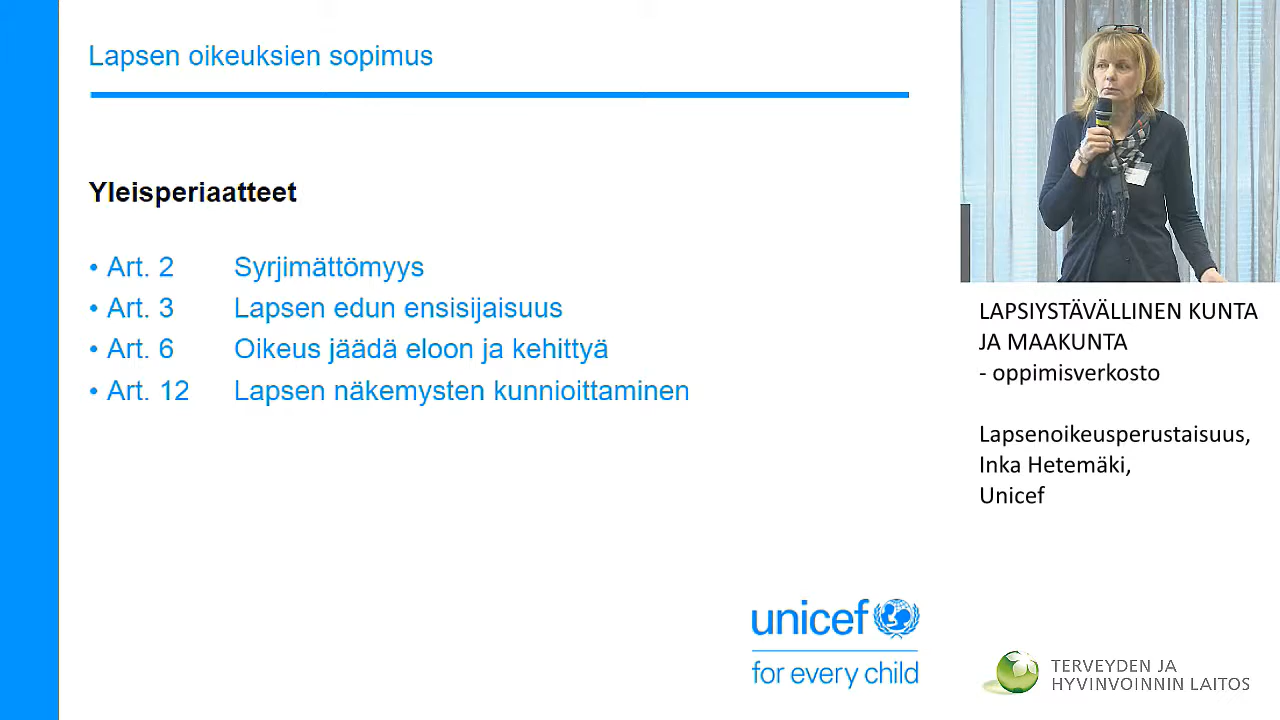 Lapsen oikeuksien sopimus
Yleisperiaatteet
• Art. 2 Syrjimättömyys
• Art. 3 Lapsen edun ensisijaisuus
• Art. 6 Oikeus jäädä eloon ja kehittyä
• Art. 12 Lapsen näkemysten kunnioittaminen
unicef
for every child
LAPSIYSTÄVÄLLINEN KUNTA
JA MAAKUNTA
- oppimisverkosto
Lapsenoikeusperustaisuus,
Inka Hetemäki,
Unicef
TERVEYDEN JA
HYVINVOINNIN LAITOS